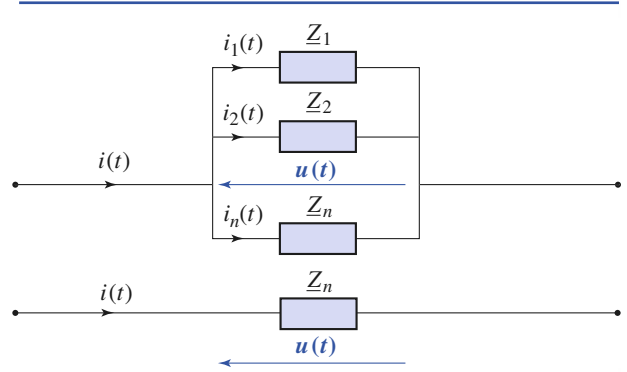 i₁(t) Z₁
i₂(t) Z₂
i(t) u(t)
iₙ(t) Zₙ
i(t) Zₙ
u(t)